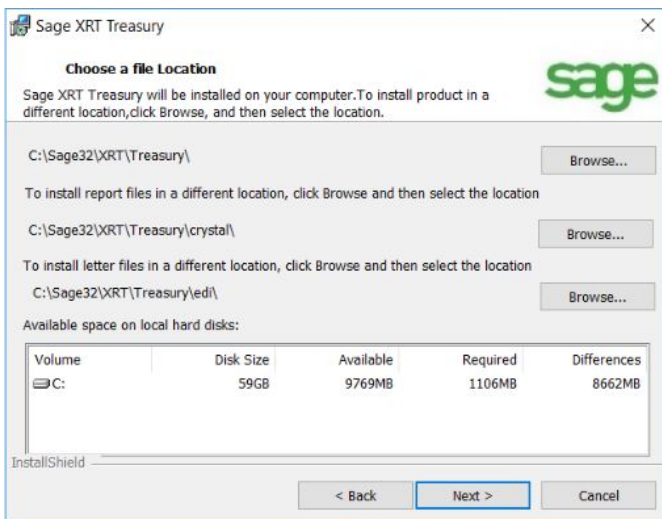 Sage XRT Treasury
Choose a file Location
sage
Sage XRT Treasury will be installed on your computer.To install product in a
different location,click Browse, and then select the location.
C:\Sage32\XRT\Treasury\
Browse...
To install report files in a different location, click Browse and then select the location
C:\Sage32\XRT\Treasury\crystal\
Browse...
To install letter files in a different location, click Browse and then select the location
C:\Sage32\XRT\Treasury\edi\
Browse...
Available space on local hard disks:
Volume Disk Size Available Required Differences
C: 59GB 9769MB 1106MB 8662MB
InstallShield
< Back Next > Cancel